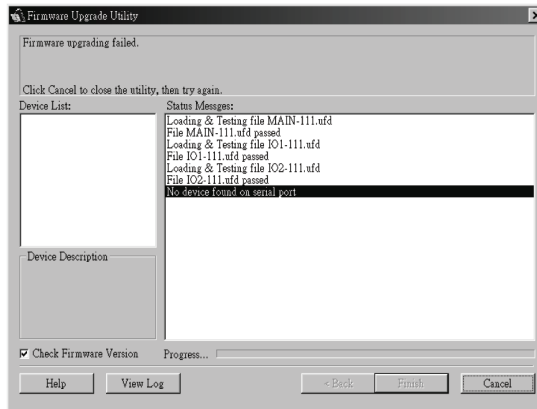 Firmware Upgrade Utility
Firmware upgrading failed.
Click Cancel to close the utility, then try again.
Device List:
Status Messges:
Loading & Testing file MAIN-111.ufd
File MAIN-111.ufd passed
Loading & Testing file IO1-111.ufd
File IO1-111.ufd passed
Loading & Testing file IO2-111.ufd
File IO2-111.ufd passed
No device found on serial port
Device Description
Check Firmware Version
Progress...
Help
View Log
< Back
Finish
Cancel